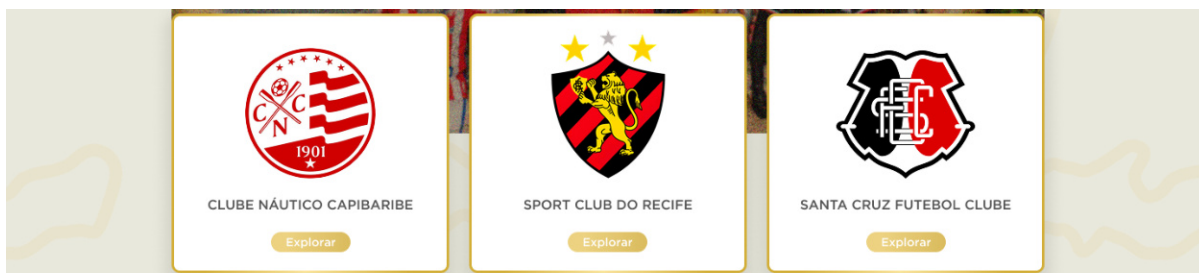 C C
N
1901
CLUBE NÁUTICO CAPIBARIBE
Explorar
SPORT CLUB DO RECIFE
Explorar
SANTA CRUZ FUTEBOL CLUBE
Explorar